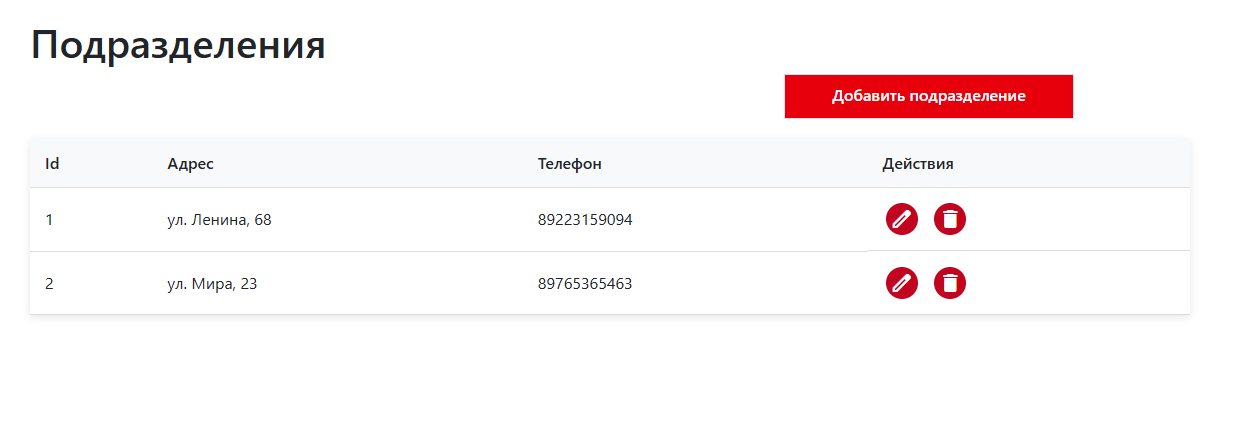 Подразделения
Добавить подразделение
Id Адрес Телефон Действия
1 ул. Ленина, 68 89223159094
2 ул. Мира, 23 89765365463